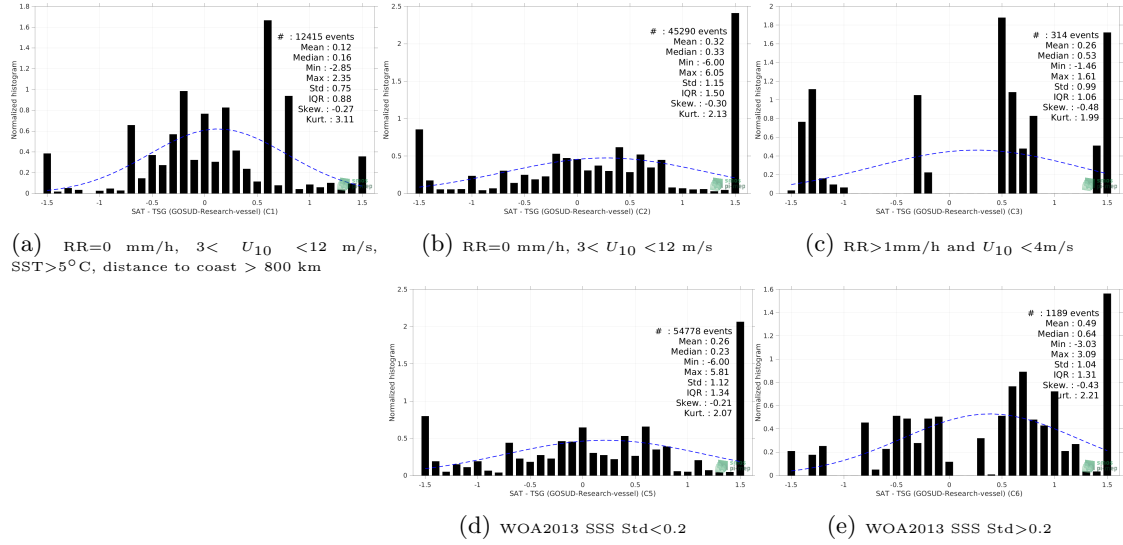 1.8
1.6
1.4
1.2
1
0.8
0.6
0.4
0.2
0
Normalized histogram
# : 12415 events
Mean : 0.12
Median : 0.16
Min : -2.85
Max : 2.35
Std : 0.75
IQR : 0.88
Skew. : -0.27
Kurt. : 3.11
-1.5 -1 -0.5 0 0.5 1 1.5
SAT - TSG (GOSUD-Research-vessel) (C1)
(a) RR=0 mm/h, 3< U10 <12 m/s,
SST>5°C, distance to coast > 800 km
2.5
2
1.5
1
0.5
0
Normalized histogram
# : 45290 events
Mean : 0.32
Median : 0.33
Min : -6.00
Max : 6.05
Std : 1.15
IQR : 1.50
Skew. : -0.30
Kurt. : 2.13
-1.5 -1 -0.5 0 0.5 1 1.5
SAT - TSG (GOSUD-Research-vessel) (C2)
(b) RR=0 mm/h, 3< U10 <12 m/s
2
1.8
1.6
1.4
1.2
1
0.8
0.6
0.4
0.2
0
Normalized histogram
# : 314 events
Mean : 0.26
Median : 0.53
Min : -1.46
Max : 1.61
Std : 0.99
IQR : 1.06
Skew. : -0.48
Kurt. : 1.99
-1.5 -1 -0.5 0 0.5 1 1.5
SAT - TSG (GOSUD-Research-vessel) (C3)
(c) RR>1mm/h and U10 <4m/s
2.5
2
1.5
1
0.5
0
Normalized histogram
# : 54778 events
Mean : 0.26
Median : 0.23
Min : -6.00
Max : 5.81
Std : 1.12
IQR : 1.34
Skew. : -0.21
Kurt. : 2.07
-1.5 -1 -0.5 0 0.5 1 1.5
SAT - TSG (GOSUD-Research-vessel) (C5)
(d) WOA2013 SSS Std<0.2
1.6
1.4
1.2
1
0.8
0.6
0.4
0.2
0
Normalized histogram
# : 1189 events
Mean : 0.49
Median : 0.64
Min : -3.03
Max : 3.09
Std : 1.04
IQR : 1.31
Skew. : -0.43
Kurt. : 2.21
-1.5 -1 -0.5 0 0.5 1 1.5
SAT - TSG (GOSUD-Research-vessel) (C6)
(e) WOA2013 SSS Std>0.2